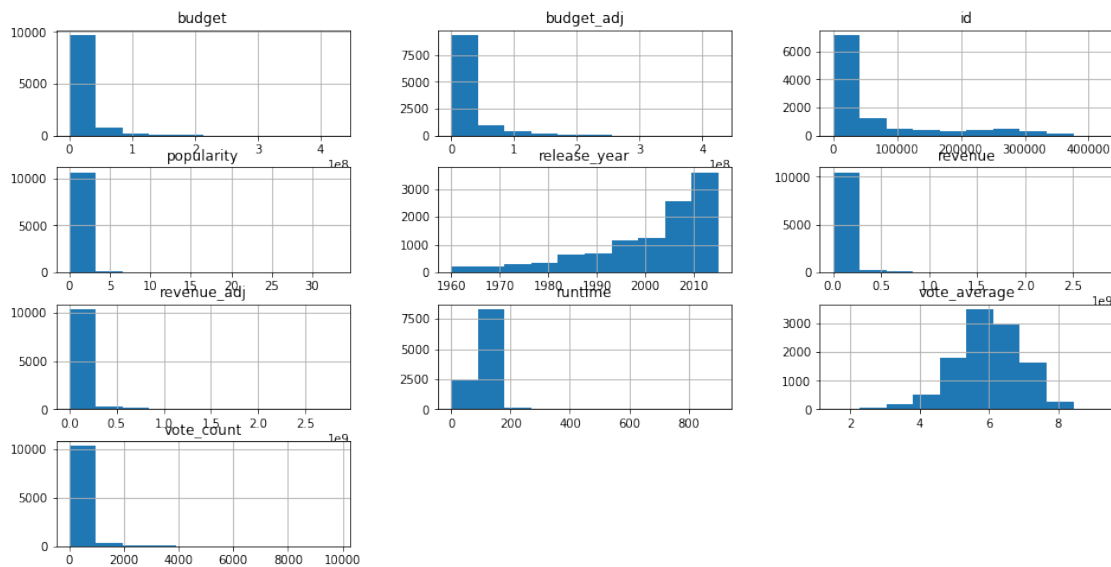 budget budget_adj id
10000
5000
0
0 1 2 3 4
1e8
7500
5000
2500
0
0 1 2 3 4
1e8
6000
4000
2000
0
0 100000 200000 300000 400000
popularity release_year revenue
10000
5000
0
0 5 10 15 20 25 30
3000
2000
1000
0
1960 1970 1980 1990 2000 2010
10000
5000
0
0.0 0.5 1.0 1.5 2.0 2.5
1e9
revenue_adj runtime vote_average
10000
5000
0
0.0 0.5 1.0 1.5 2.0 2.5
1e9
7500
5000
2500
0
0 200 400 600 800
3000
2000
1000
0
2 4 6 8
vote_count
10000
5000
0
0 2000 4000 6000 8000 10000